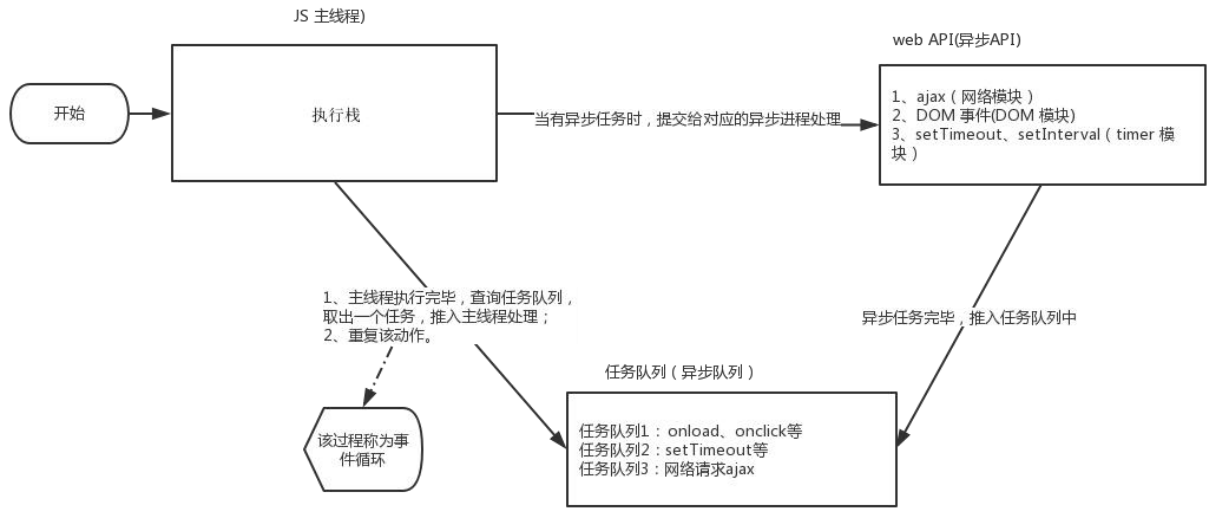 JS 主线程)
web API(异步API)
开始
执行栈
当有异步任务时，提交给对应的异步进程处理
1、ajax（网络模块）
2、DOM 事件(DOM 模块)
3、setTimeout、setInterval（timer 模
块）
1、主线程执行完毕，查询任务队列，
取出一个任务，推入主线程处理；
2、重复该动作。
异步任务完毕，推入任务队列中
任务队列（异步队列）
该过程称为事
件循环
任务队列1：onload、onclick等
任务队列2：setTimeout等
任务队列3：网络请求ajax